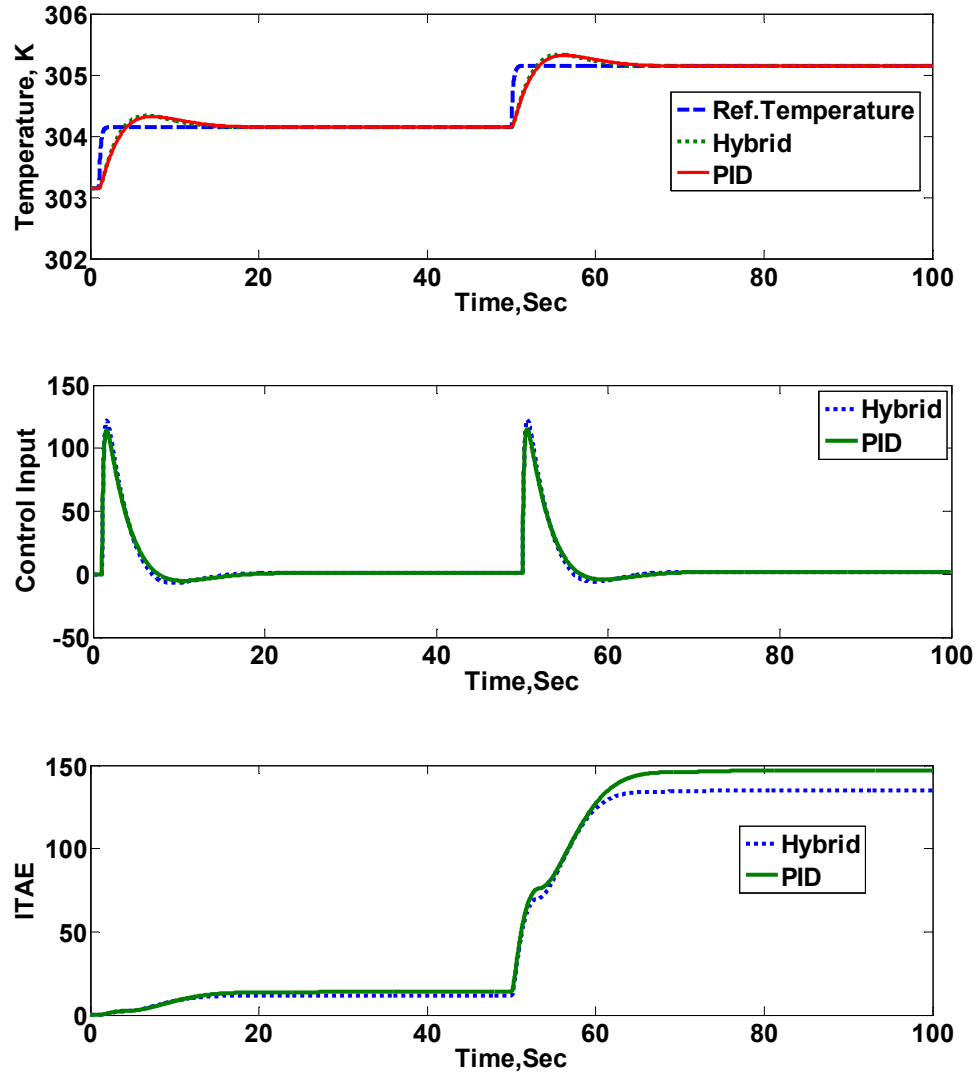 306
305
304
303
302
Temperature, K
Ref.Temperature
Hybrid
PID
0
20
40
60
80
100
Time,Sec
150
100
50
0
-50
Control Input
Hybrid
PID
0
20
40
60
80
100
Time,Sec
150
100
50
0
ITAE
Hybrid
PID
0
20
40
60
80
100
Time,Sec